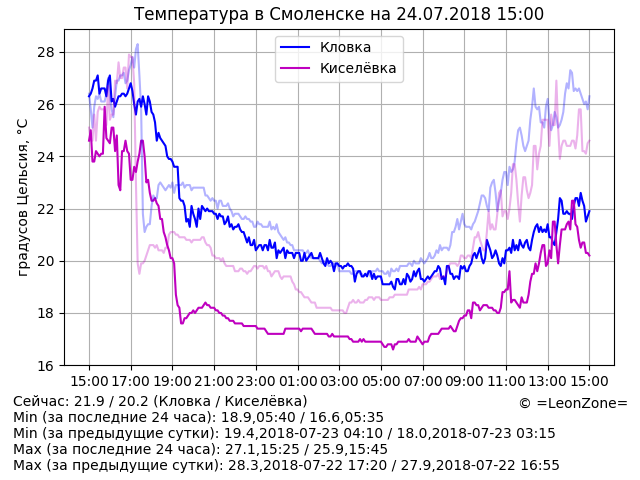 Температура в Смоленске на 24.07.2018 15:00
Кловка
Киселёвка
градусов Цельсия, °C
28
26
24
22
20
18
16
15:00 17:00 19:00 21:00 23:00 01:00 03:00 05:00 07:00 09:00 11:00 13:00 15:00
Сейчас: 21.9 / 20.2 (Кловка / Киселёвка)
© =LeonZone=
Min (за последние 24 часа): 18.9,05:40 / 16.6,05:35
Min (за предыдущие сутки): 19.4,2018-07-23 04:10 / 18.0,2018-07-23 03:15
Max (за последние 24 часа): 27.1,15:25 / 25.9,15:45
Max (за предыдущие сутки): 28.3,2018-07-22 17:20 / 27.9,2018-07-22 16:55